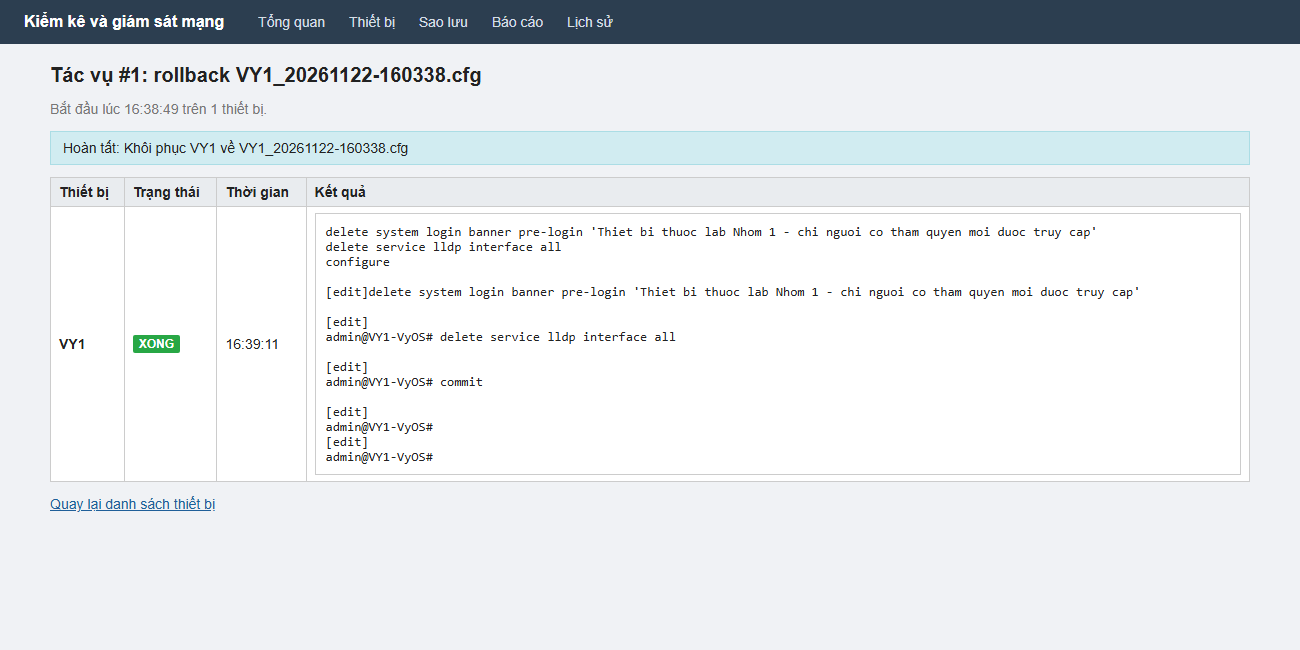 Kiểm kê và giám sát mạng Tổng quan Thiết bị Sao lưu Báo cáo Lịch sử
Tác vụ #1: rollback VY1_20261122-160338.cfg
Bắt đầu lúc 16:38:49 trên 1 thiết bị.
Hoàn tất: Khôi phục VY1 về VY1_20261122-160338.cfg
Thiết bị Trạng thái Thời gian Kết quả
delete system login banner pre-login 'Thiet bi thuoc lab Nhom 1 - chi nguoi co tham quyen moi duoc truy cap'
delete service lldp interface all
configure
[edit]delete system login banner pre-login 'Thiet bi thuoc lab Nhom 1 - chi nguoi co tham quyen moi duoc truy cap'
[edit]
admin@VY1-VyOS# delete service lldp interface all
VY1 XONG 16:39:11
[edit]
admin@VY1-VyOS# commit
[edit]
admin@VY1-VyOS#
[edit]
admin@VY1-VyOS#
Quay lại danh sách thiết bị